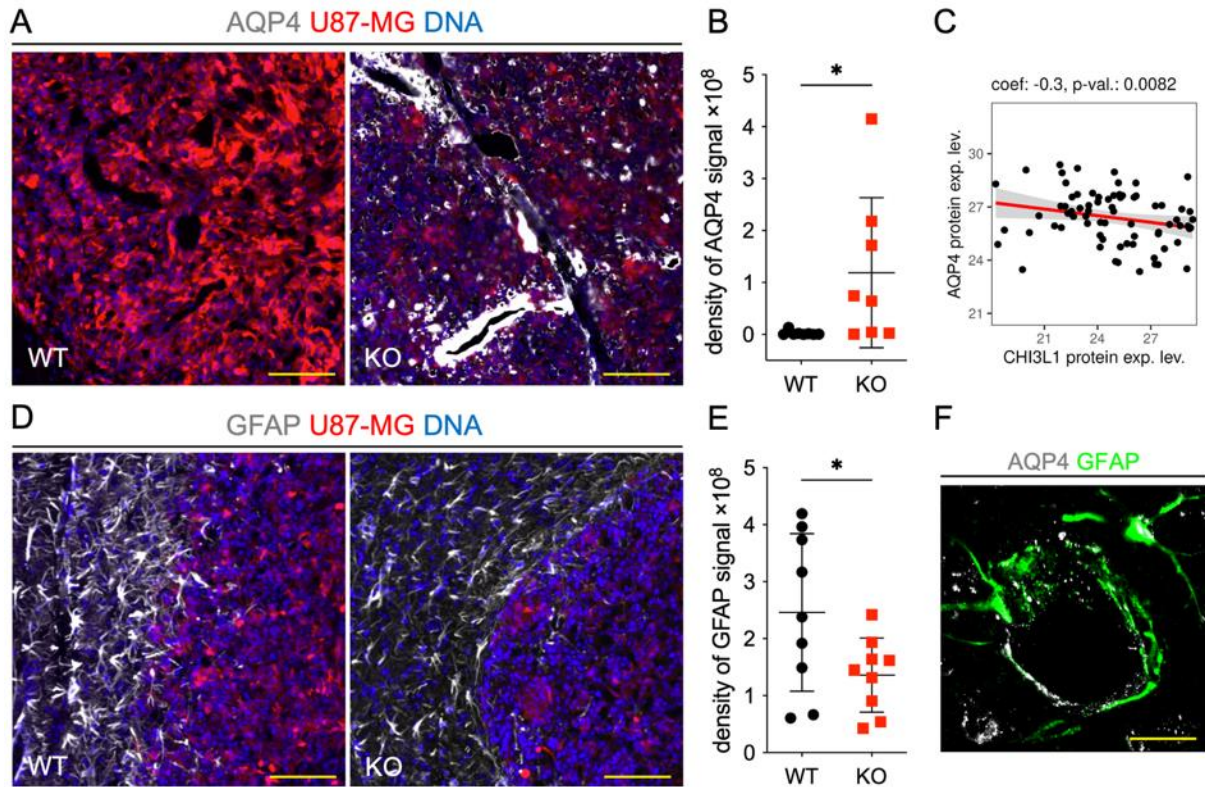 A
AQP4 U87-MG DNA
WT
KO
B
density of AQP4 signal ×10⁸
5
4
3
2
1
0
*
WT KO
C
coef: -0.3, p-val.: 0.0082
AQP4 protein exp. lev.
30
27
24
21
21 24 27
CHI3L1 protein exp. lev.
D
GFAP U87-MG DNA
WT
KO
E
density of GFAP signal ×10⁸
5
4
3
2
1
0
*
WT KO
F
AQP4 GFAP